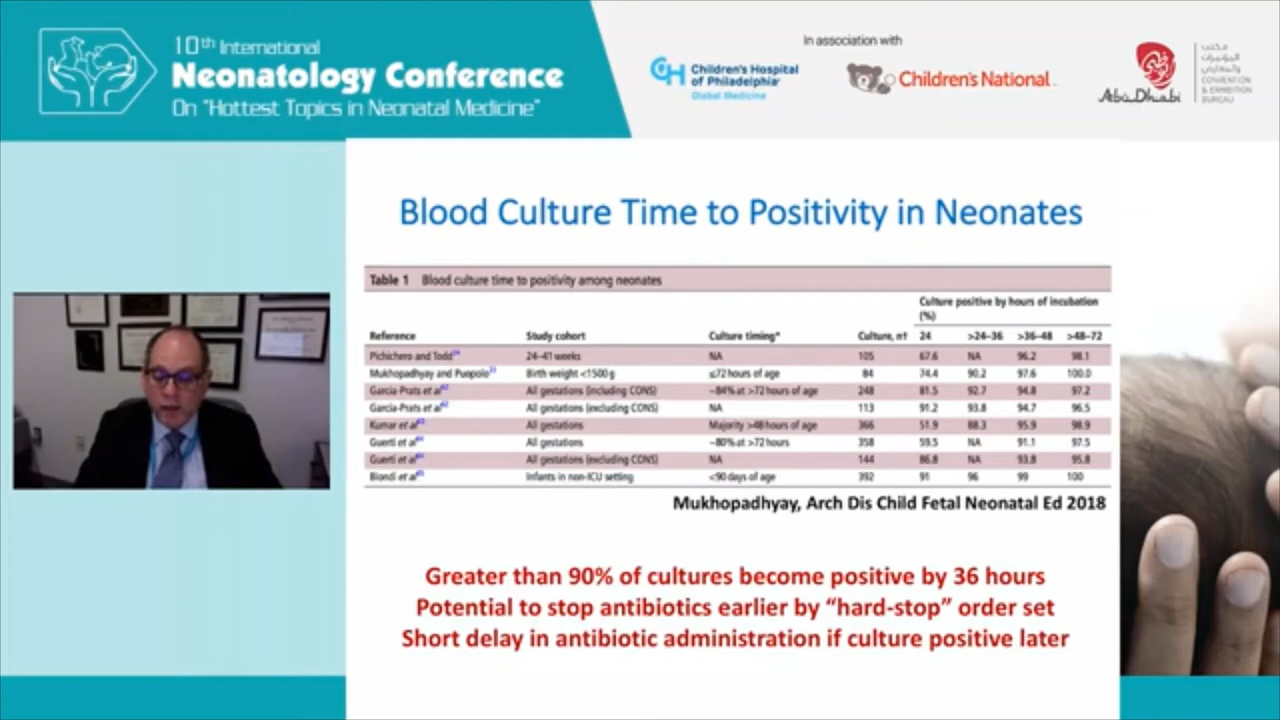 10th International
Neonatology Conference
On "Hottest Topics in Neonatal Medicine"
In association with
CH Children's Hospital
of Philadelphia
Global Medicine
Children's National
Abu Dhabi
مكتب
المؤتمرات
والمعارض
CONVENTION
& EXHIBITION
BUREAU
Blood Culture Time to Positivity in Neonates
Table 1 Blood culture time to positivity among neonates
Culture positive by hours of incubation
(%)
Reference Study cohort Culture timing* Culture, n† 24 >24–36 >36–48 >48–72
Pichichero and Todd 24–41 weeks NA 105 67.6 NA 96.2 98.1
Mukhopadhyay and Puopolo Birth weight <1500 g ≤72 hours of age 84 74.4 90.2 97.6 100.0
Garcia-Prats et al All gestations (including CONS) ~84% at >72 hours of age 248 81.5 92.7 94.8 97.2
Garcia-Prats et al All gestations (excluding CONS) NA 113 91.2 93.8 94.7 96.5
Kumar et al All gestations Majority >48 hours of age 366 51.9 88.3 95.9 98.9
Guerti et al All gestations ~80% at >72 hours 358 59.5 NA 91.1 97.5
Guerti et al All gestations (excluding CONS) NA 144 86.8 NA 93.8 95.8
Biondi et al Infants in non-ICU setting <90 days of age 392 91 96 99 100
Mukhopadhyay, Arch Dis Child Fetal Neonatal Ed 2018
Greater than 90% of cultures become positive by 36 hours
Potential to stop antibiotics earlier by “hard-stop” order set
Short delay in antibiotic administration if culture positive later